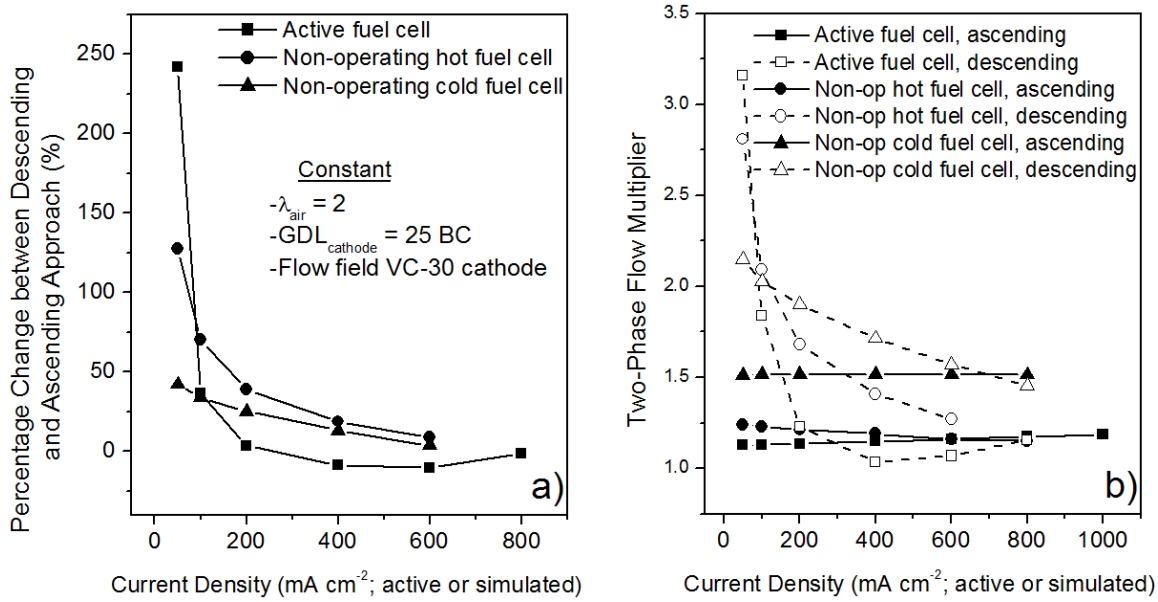 Percentage Change between Descending
and Ascending Approach (%)
250
200
150
100
50
0
Active fuel cell
Non-operating hot fuel cell
Non-operating cold fuel cell
Constant
-λair = 2
-GDLcathode = 25 BC
-Flow field VC-30 cathode
a)
0
200
400
600
800
Current Density (mA cm-2; active or simulated)
Two-Phase Flow Multiplier
3.5
3.0
2.5
2.0
1.5
1.0
Active fuel cell, ascending
Active fuel cell, descending
Non-op hot fuel cell, ascending
Non-op hot fuel cell, descending
Non-op cold fuel cell, ascending
Non-op cold fuel cell, descending
b)
0
200
400
600
800
1000
Current Density (mA cm-2; active or simulated)